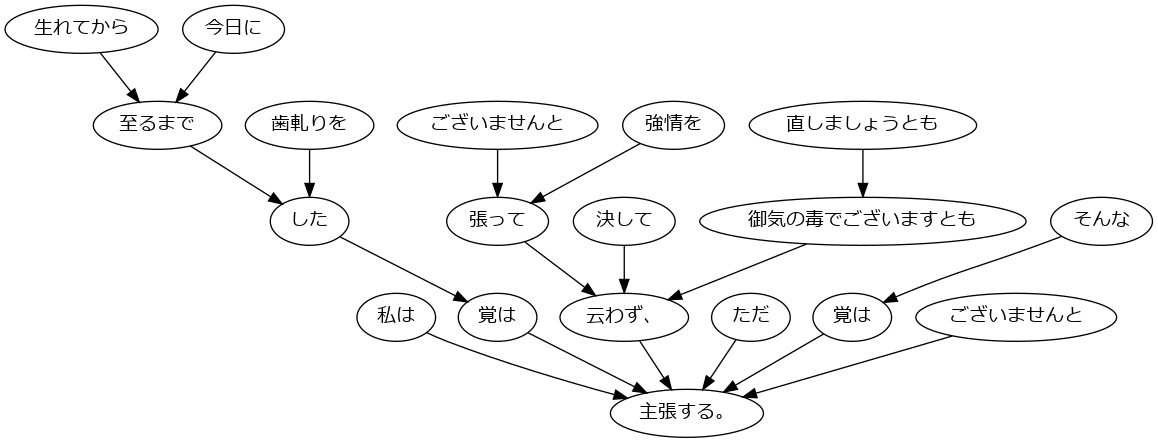 生れてから
今日に
至るまで
歯軋りを
ございませんと
強情を
直しましょうとも
した
張って
決して
御気の毒でございますとも
そんな
私は
覚は
云わず、
ただ
覚は
ございませんと
主張する。